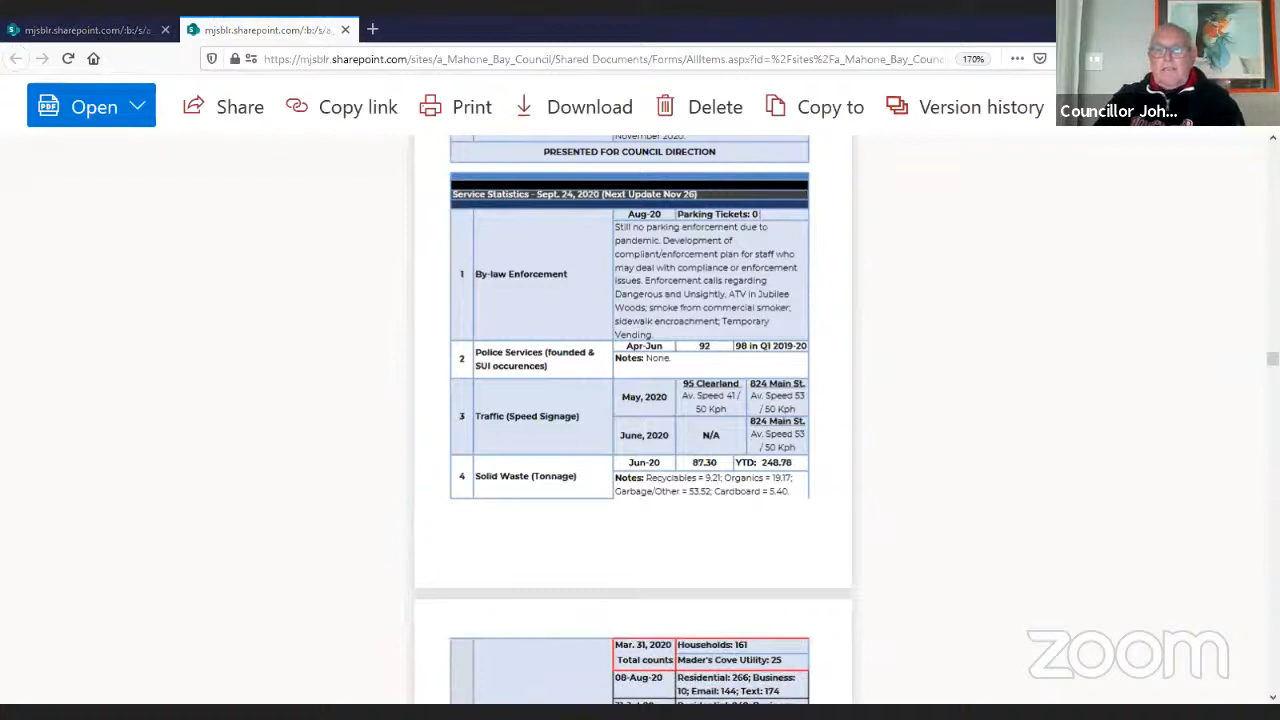 mjsblr.sharepoint.com/:b:/s/a
mjsblr.sharepoint.com/:b:/s/a
https://mjsblr.sharepoint.com/sites/a_Mahone_Bay_Council/Shared Documents/Forms/AllItems.aspx?id=%2Fsites%2Fa_Mahone_Bay_Counc
170%
PDF Open
Share
Copy link
Print
Download
Delete
Copy to
Version history
Councillor Joh...
November 2020.
PRESENTED FOR COUNCIL DIRECTION
Service Statistics - Sept. 24, 2020 (Next Update Nov 26)
Aug-20 Parking Tickets: 0
1 By-law Enforcement
Still no parking enforcement due to
pandemic. Development of
compliant/enforcement plan for staff who
may deal with compliance or enforcement
issues. Enforcement calls regarding
Dangerous and Unsightly, ATV in Jubilee
Woods; smoke from commercial smoker;
sidewalk encroachment; Temporary
Vending.
2 Police Services (founded &
SUI occurences)
Apr-Jun 92 98 in Q1 2019-20
Notes: None.
3 Traffic (Speed Signage)
May, 2020
95 Clearland
Av. Speed 41 /
50 Kph
824 Main St.
Av. Speed 53
/ 50 Kph
June, 2020 N/A
824 Main St.
Av. Speed 53
/ 50 Kph
4 Solid Waste (Tonnage)
Jun-20 87.30 YTD: 248.78
Notes: Recyclables = 9.21; Organics = 19.17;
Garbage/Other = 53.52; Cardboard = 5.40.
Mar. 31, 2020 Households: 161
Total counts Mader's Cove Utility: 25
08-Aug-20 Residential: 266; Business:
10; Email: 144; Text: 174
zoom